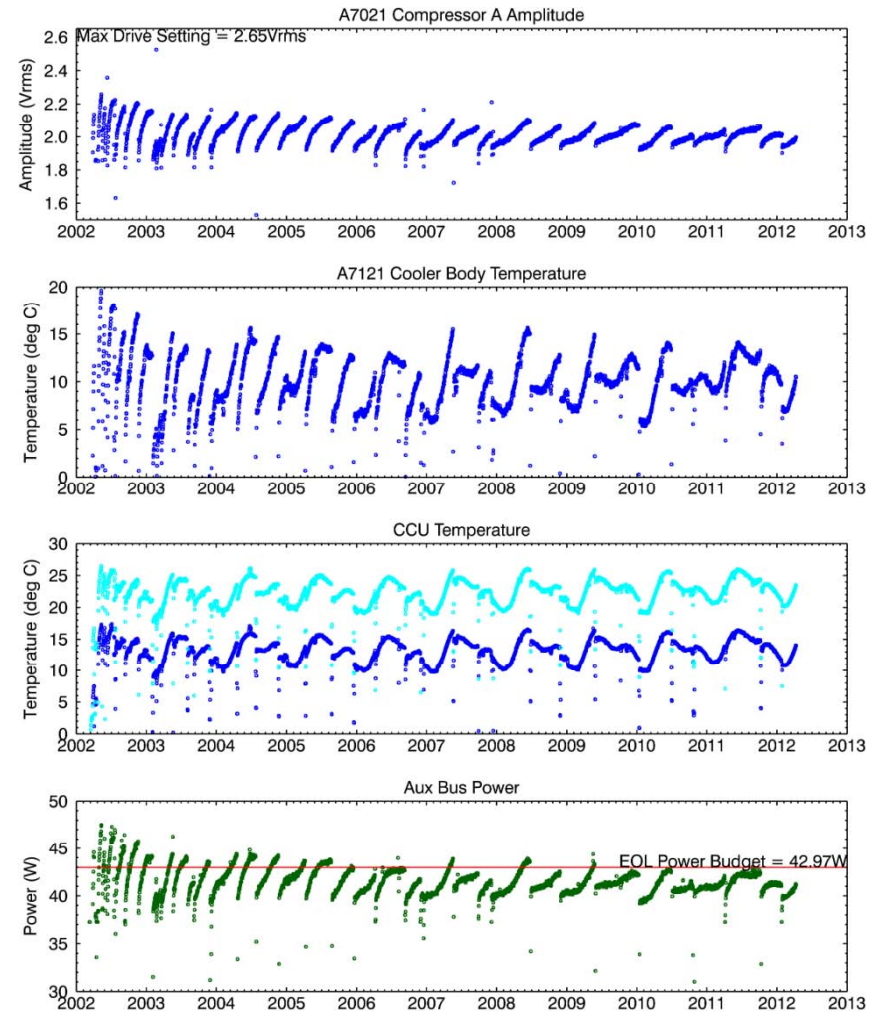 A7021 Compressor A Amplitude
Max Drive Setting = 2.65Vrms
Amplitude (Vrms)
2.6
2.4
2.2
2.0
1.8
1.6
2002 2003 2004 2005 2006 2007 2008 2009 2010 2011 2012 2013
A7121 Cooler Body Temperature
Temperature (deg C)
20
15
10
5
0
2002 2003 2004 2005 2006 2007 2008 2009 2010 2011 2012 2013
CCU Temperature
Temperature (deg C)
30
25
20
15
10
5
0
2002 2003 2004 2005 2006 2007 2008 2009 2010 2011 2012 2013
Aux Bus Power
Power (W)
50
45
EOL Power Budget = 42.97W
40
35
30
2002 2003 2004 2005 2006 2007 2008 2009 2010 2011 2012 2013